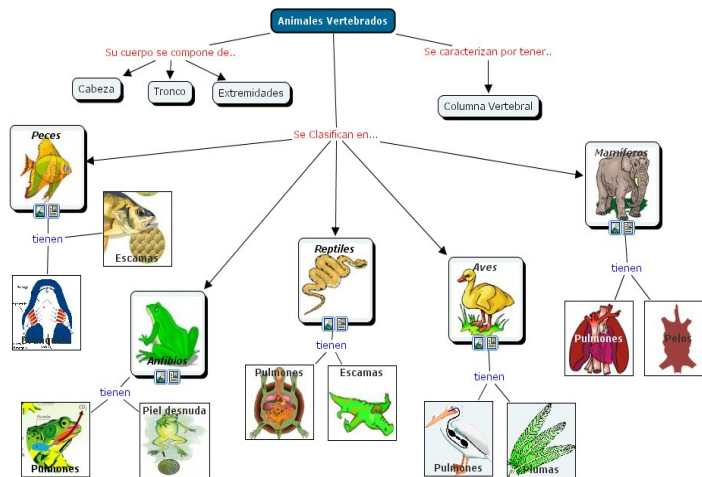 Animales Vertebrados
Su cuerpo se compone de..
Se caracterizan por tener..
Cabeza
Tronco
Extremidades
Columna Vertebral
Se Clasifican en...
Peces
Mamíferos
tienen
Escamas
Reptiles
Aves
tienen
Anfibios
tienen
Pulmones
Pelos
Pulmones
Escamas
tienen
tienen
Piel desnuda
CO2
Pulmones
Pulmones
Plumas